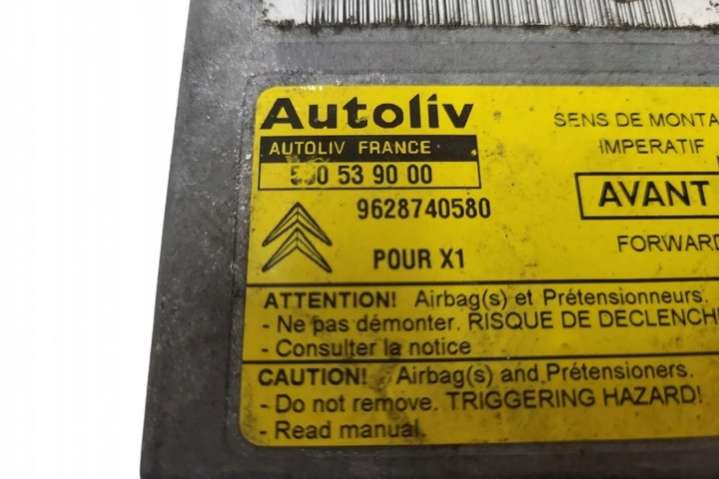 Autoliv
SENS DE MONTA
AUTOLIV FRANCE
IMPERATIF
550 53 90 00
AVANT
9628740580
POUR X1
FORWARD
ATTENTION! Airbag(s) et Prétensionneurs.
- Ne pas démonter. RISQUE DE DECLENCHE
- Consulter la notice
CAUTION! Airbag(s) and Prétensioners.
- Do not remove. TRIGGERING HAZARD!
- Read manual.